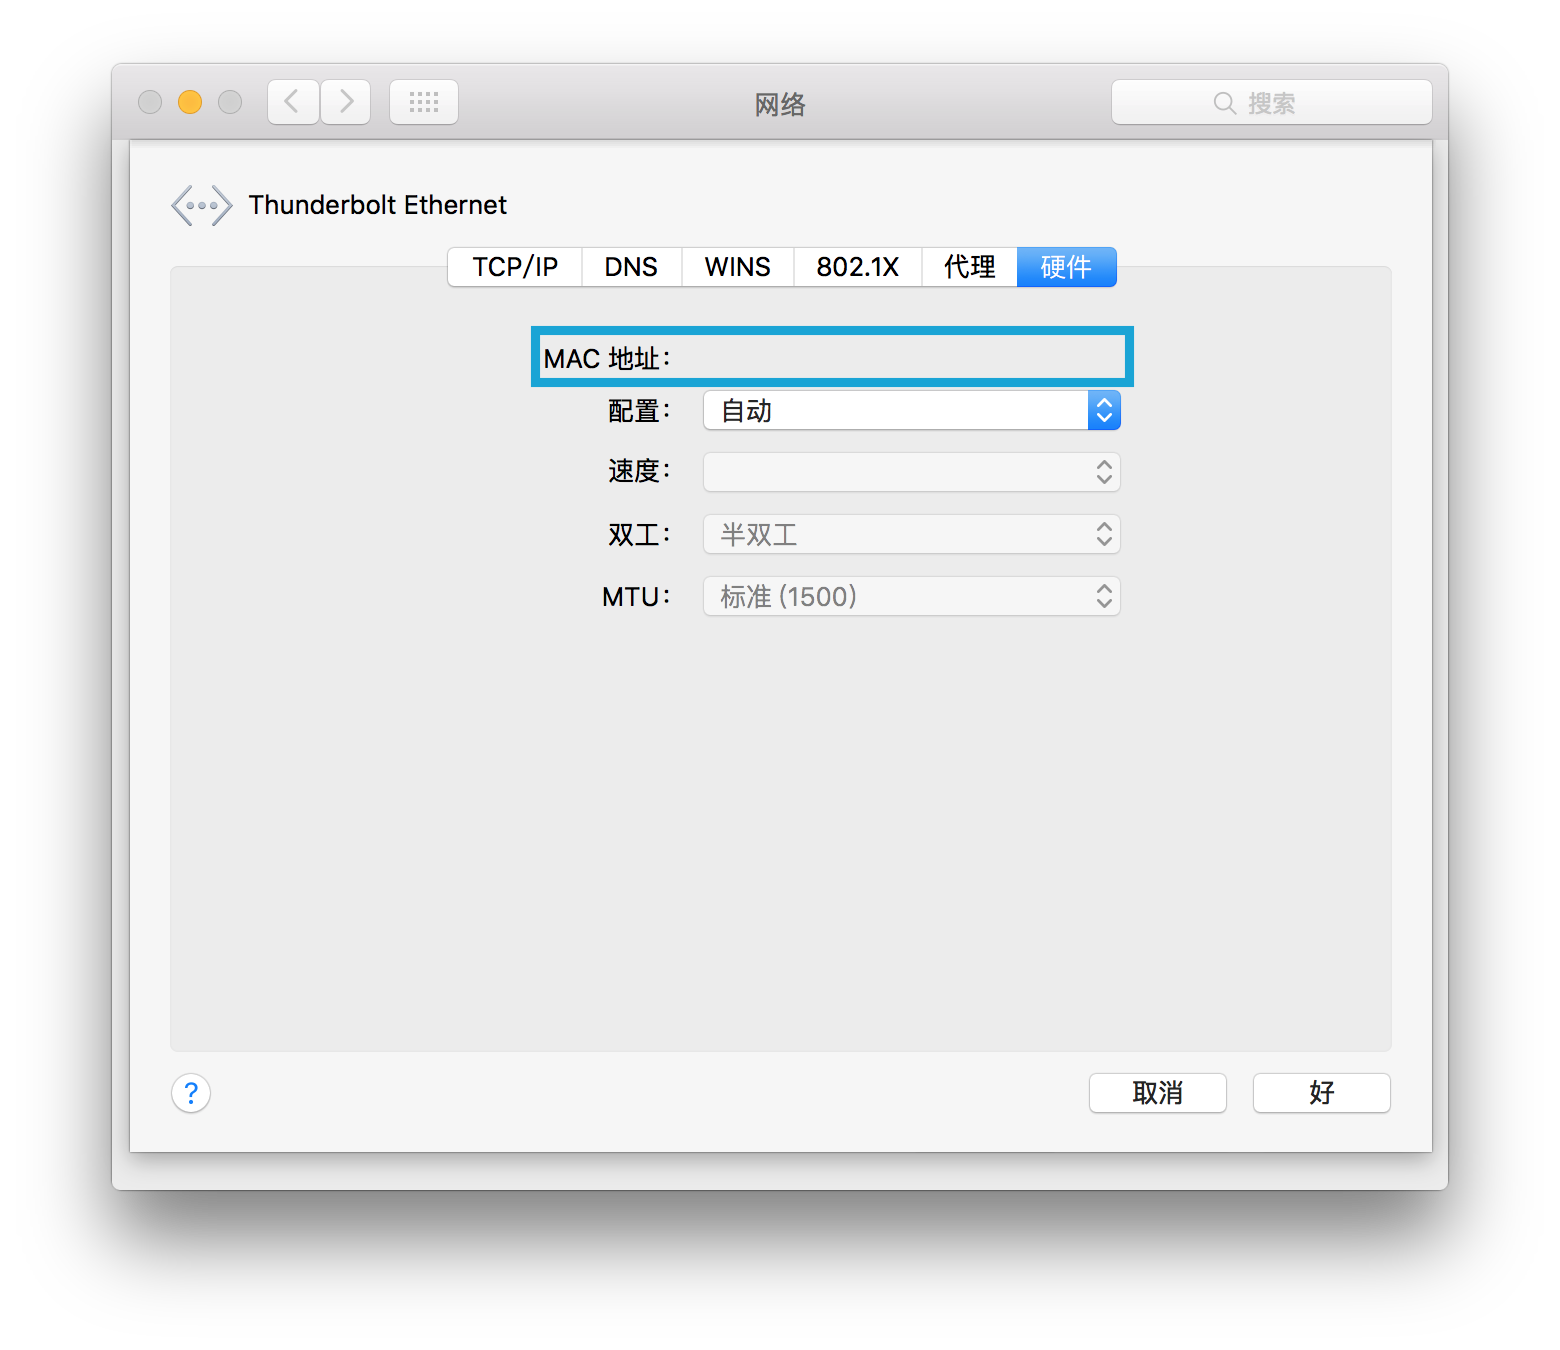 网络
搜索
Thunderbolt Ethernet
TCP/IP DNS WINS 802.1X 代理 硬件
MAC 地址：
配置： 自动
速度：
双工： 半双工
MTU： 标准 (1500)
?
取消 好